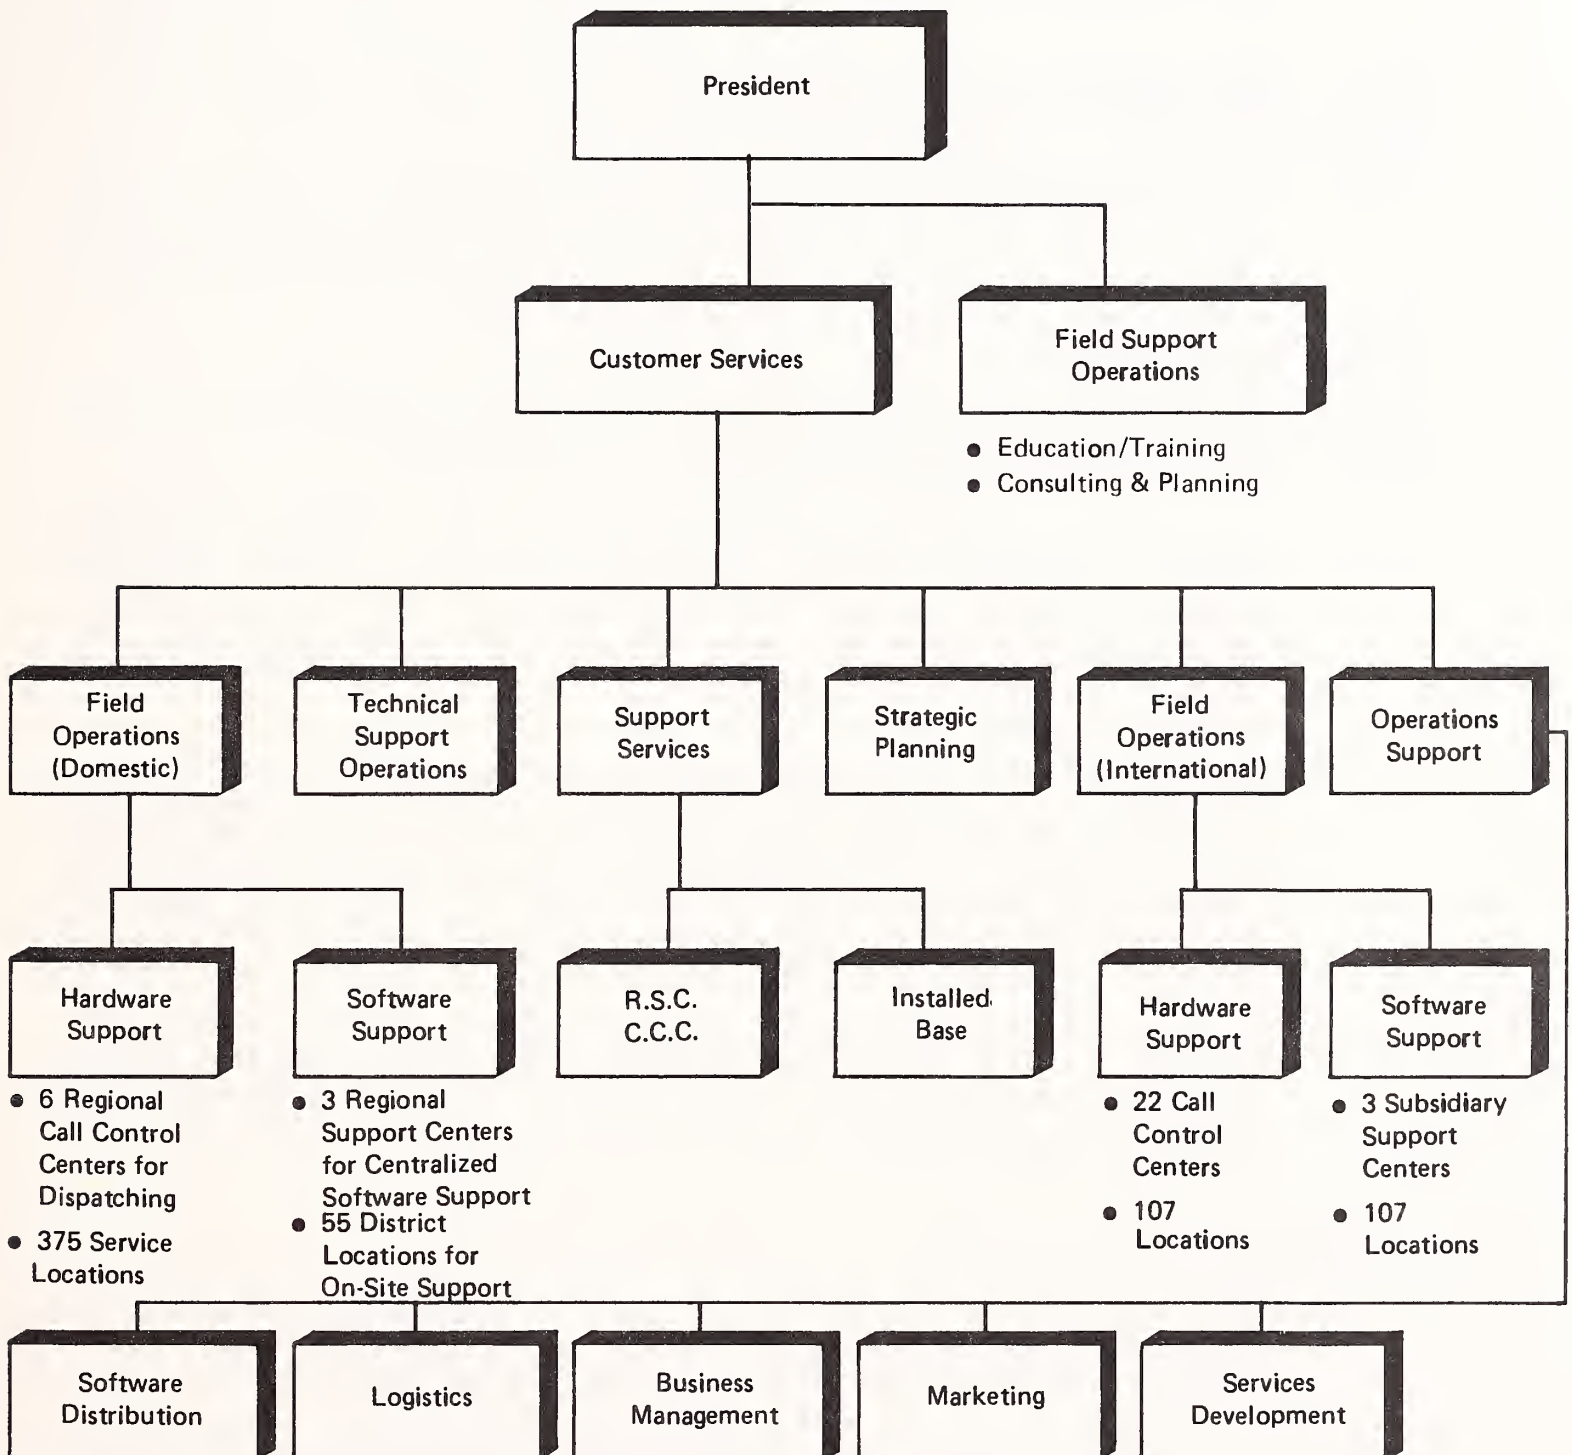 President
Customer Services
Field Support
Operations
● Education/Training
● Consulting & Planning
Field
Operations
(Domestic)
Technical
Support
Operations
Support
Services
Strategic
Planning
Field
Operations
(International)
Operations
Support
Hardware
Support
● 6 Regional
Call Control
Centers for
Dispatching
● 375 Service
Locations
Software
Support
● 3 Regional
Support Centers
for Centralized
Software Support
● 55 District
Locations for
On-Site Support
R.S.C.
C.C.C.
Installed
Base
Hardware
Support
● 22 Call
Control
Centers
● 107
Locations
Software
Support
● 3 Subsidiary
Support
Centers
● 107
Locations
Software
Distribution
Logistics
Business
Management
Marketing
Services
Development